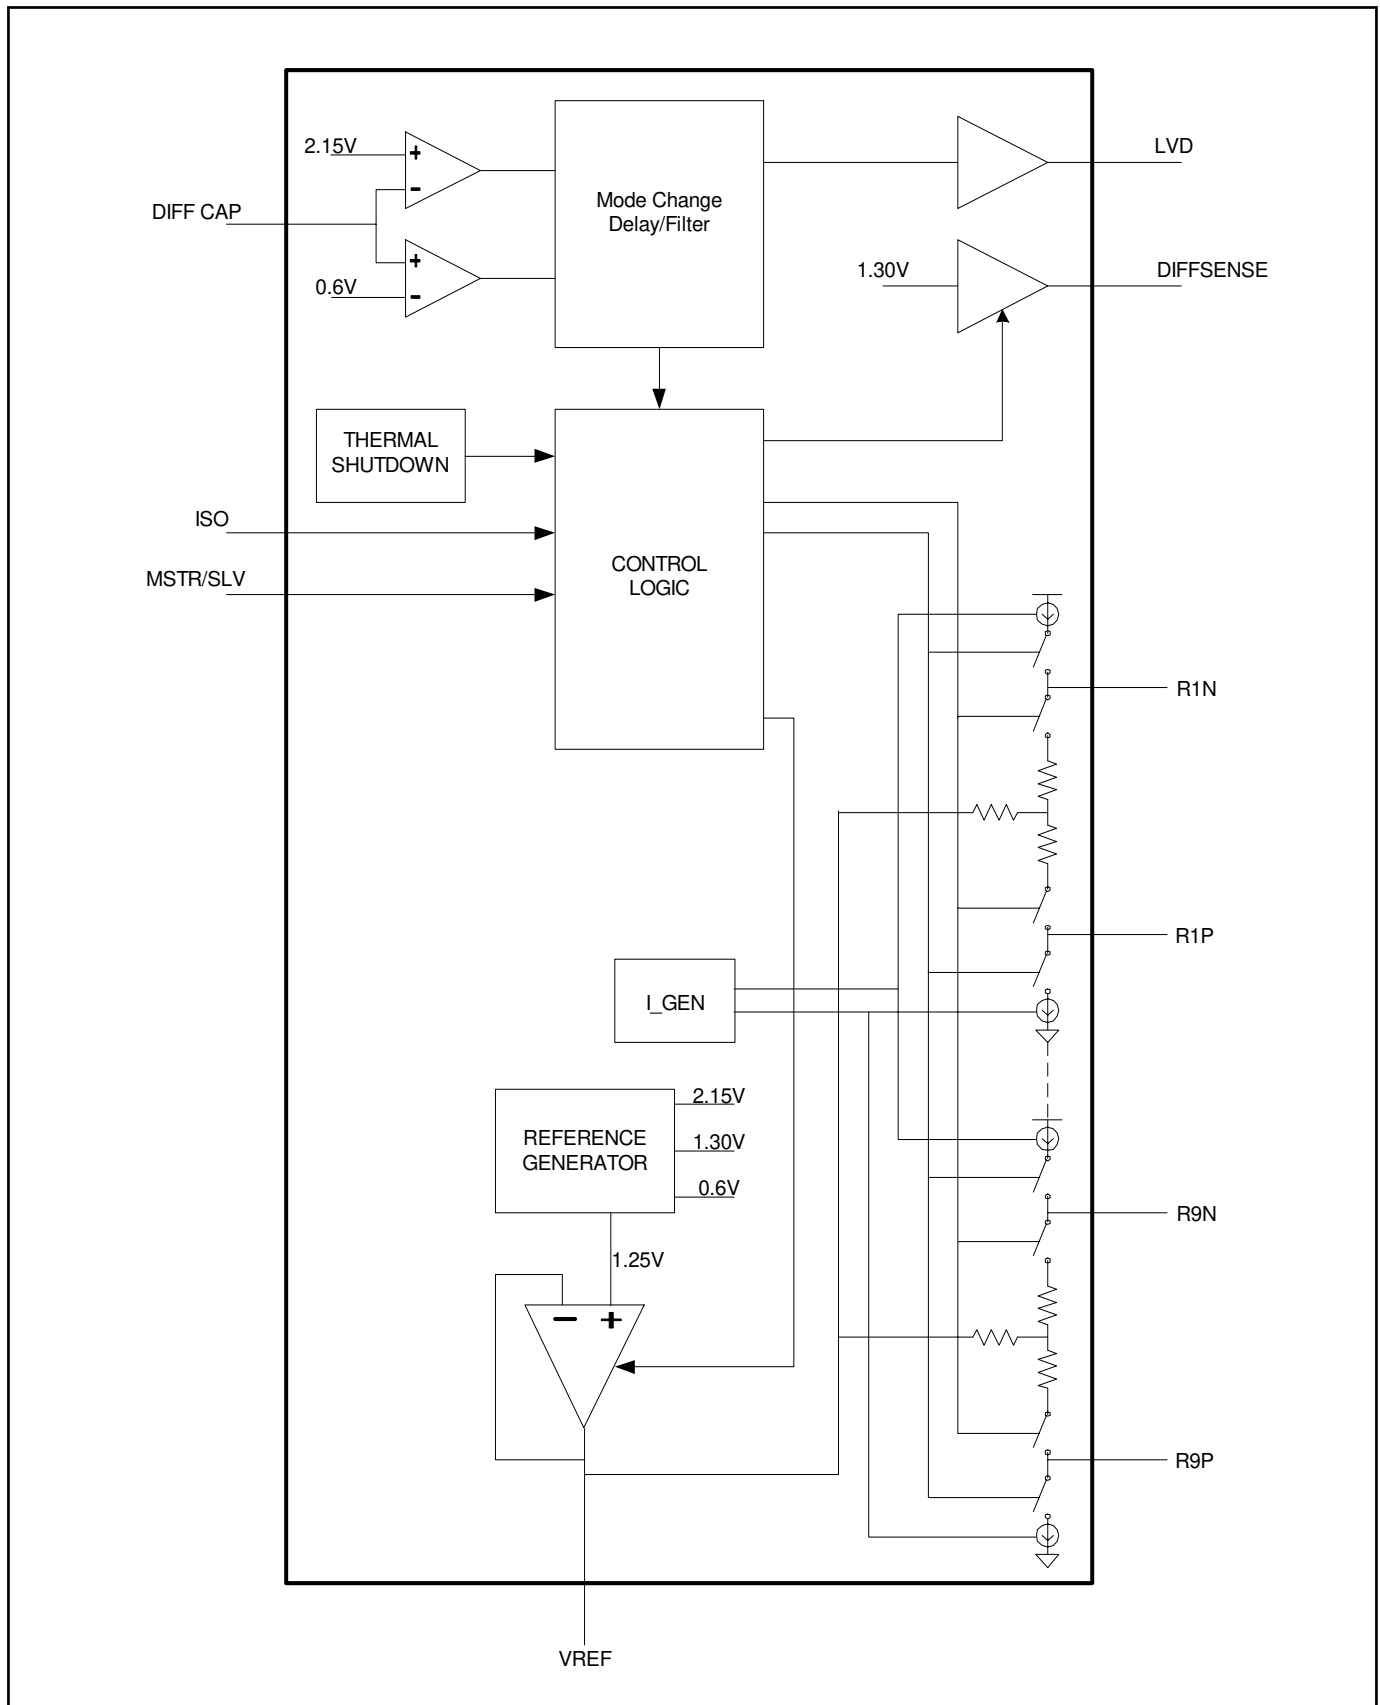 2.15V
+
-
DIFF CAP
+
0.6V
-
Mode Change
Delay/Filter
LVD
1.30V
DIFFSENSE
THERMAL
SHUTDOWN
ISO
MSTR/SLV
CONTROL
LOGIC
R1N
R1P
I_GEN
REFERENCE
GENERATOR
2.15V
1.30V
0.6V
R9N
1.25V
- +
R9P
VREF